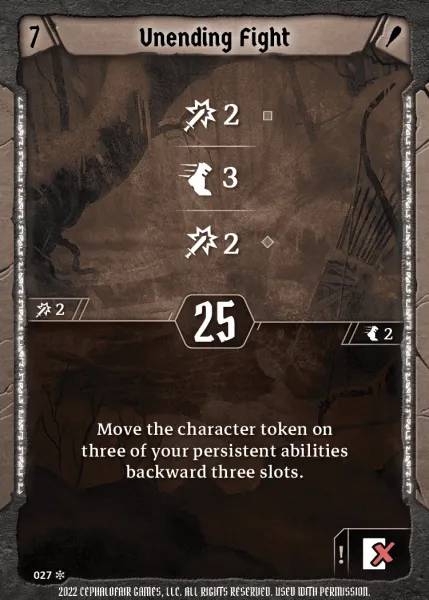 7
Unending Fight
2
3
2
2
25
2
Move the character token on
three of your persistent abilities
backward three slots.
!
027
2022 CEPHALOFAIR GAMES, LLC. ALL RIGHTS RESERVED. USED WITH PERMISSION.